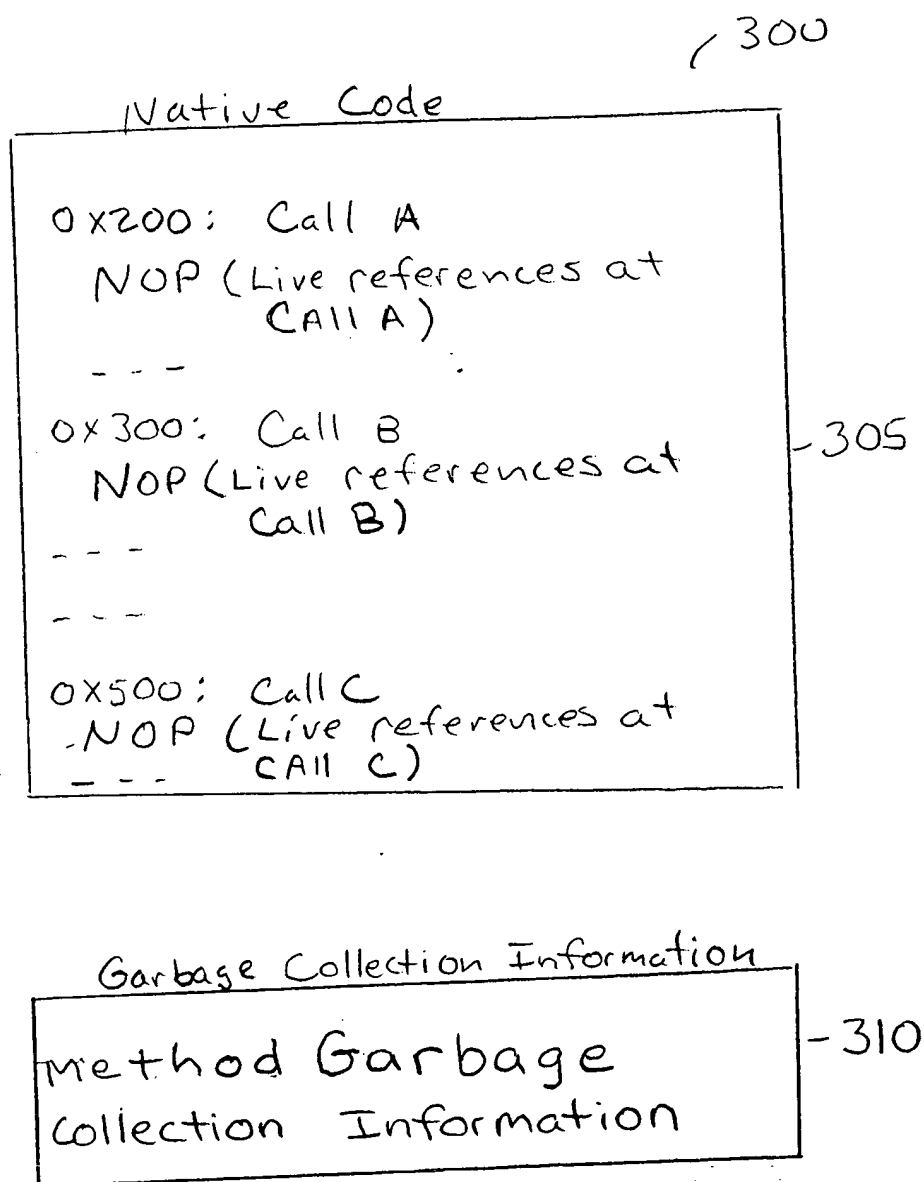 300
Native Code
0x200: Call A
NOP (Live references at
CAll A)
- - -
0x300: Call B
NOP (Live references at
Call B)
- - -
- - -
0x500: Call C
NOP (Live references at
- - - CAll C)
305
Garbage Collection Information
Method Garbage
Collection Information
310